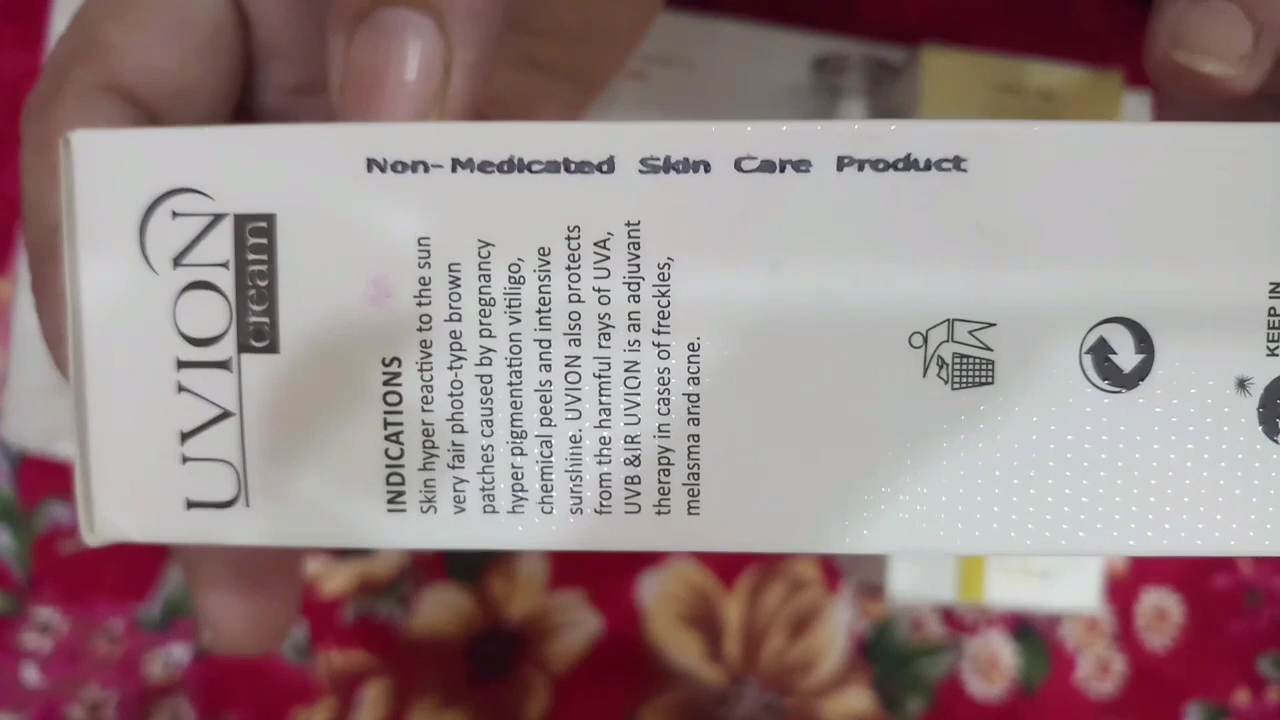 UVION
cream
Non-Medicated Skin Care Product
INDICATIONS
Skin hyper reactive to the sun
very fair photo-type brown
patches caused by pregnancy
hyper pigmentation vitiligo,
chemical peels and intensive
sunshine. UVION also protects
from the harmful rays of UVA,
UVB &IR UVION is an adjuvant
therapy in cases of freckles,
melasma and acne.
KEEP IN